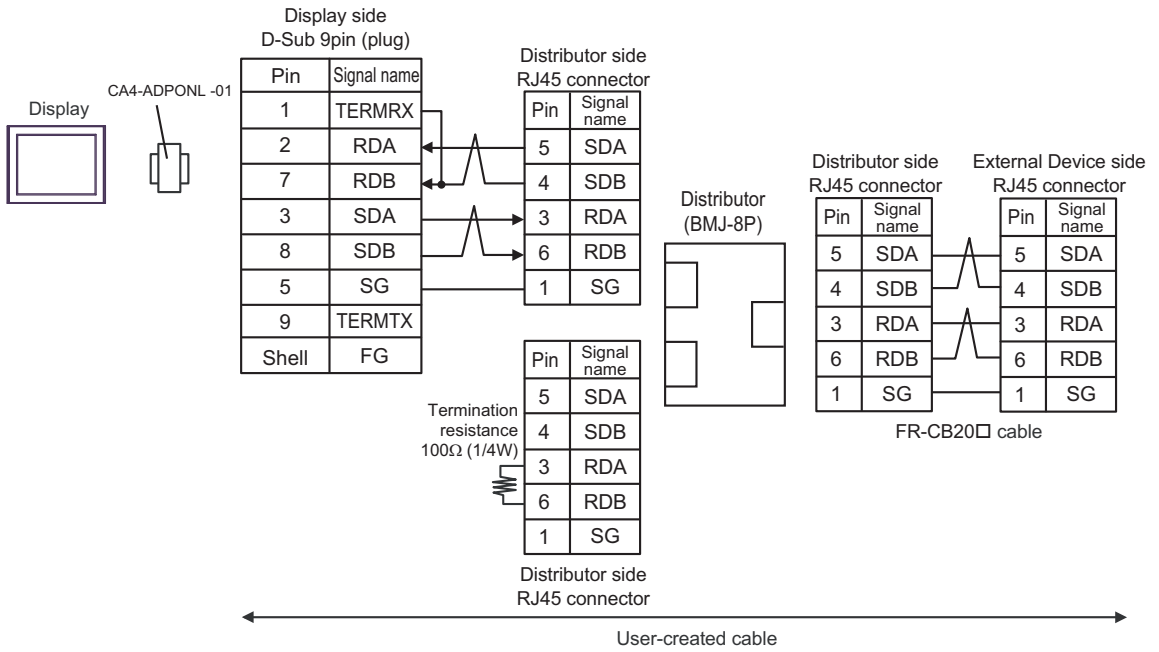 Display side
D-Sub 9pin (plug)
Display
CA4-ADPONL -01
Pin Signal name
1 TERMRX
2 RDA
7 RDB
3 SDA
8 SDB
5 SG
9 TERMTX
Shell FG
Distributor side
RJ45 connector
Pin Signal
name
5 SDA
4 SDB
3 RDA
6 RDB
1 SG
Termination
resistance
100Ω (1/4W)
Pin Signal
name
5 SDA
4 SDB
3 RDA
6 RDB
1 SG
Distributor side
RJ45 connector
Distributor
(BMJ-8P)
Distributor side
RJ45 connector
Pin Signal
name
5 SDA
4 SDB
3 RDA
6 RDB
1 SG
External Device side
RJ45 connector
Pin Signal
name
5 SDA
4 SDB
3 RDA
6 RDB
1 SG
FR-CB20□ cable
User-created cable